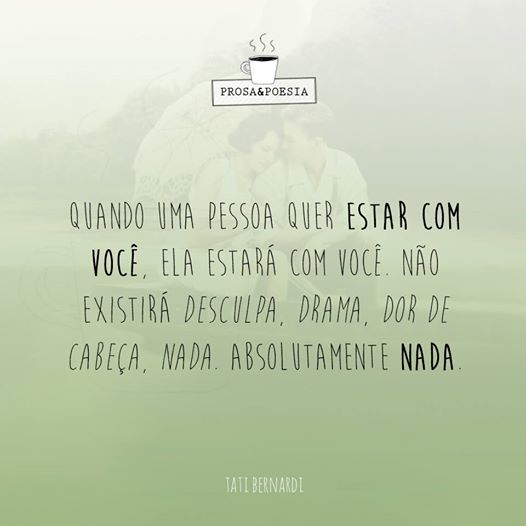 PROSA&POESIA
QUANDO UMA PESSOA QUER ESTAR COM
VOCÊ, ELA ESTARÁ COM VOCÊ. NÃO
EXISTIRÁ DESCULPA, DRAMA, DOR DE
CABEÇA, NADA. ABSOLUTAMENTE NADA.
TATI BERNARDI